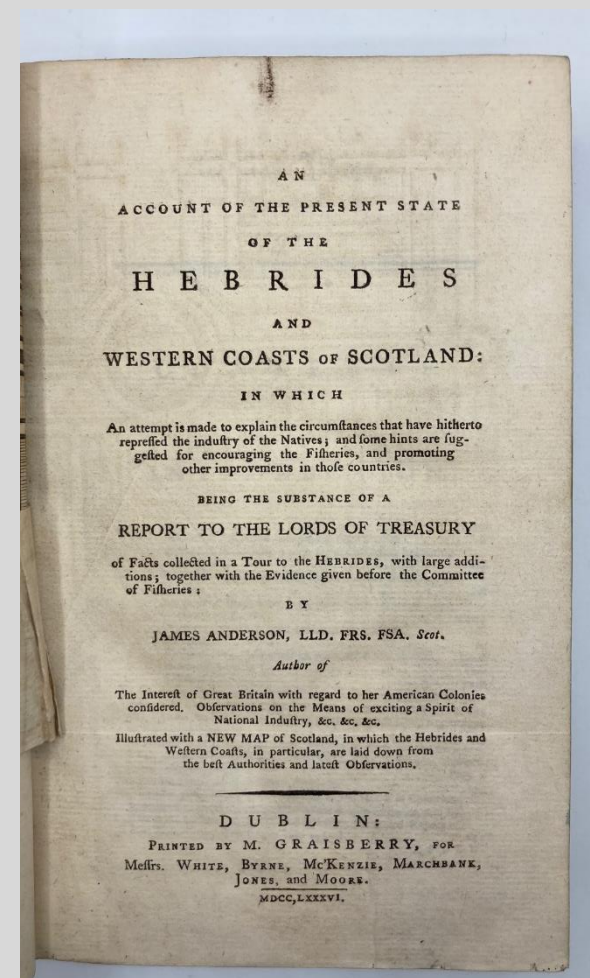 AN
ACCOUNT OF THE PRESENT STATE
OF THE
HEBRIDES
AND
WESTERN COASTS OF SCOTLAND:
IN WHICH
An attempt is made to explain the circumſtances that have hitherto
repreſſed the induſtry of the Natives; and ſome hints are ſug-
geſted for encouraging the Fiſheries, and promoting
other improvements in thoſe countries.
BEING THE SUBSTANCE OF A
REPORT TO THE LORDS OF TREASURY
of Facts collected in a Tour to the HEBRIDES, with large addi-
tions; together with the Evidence given before the Committee
of Fiſheries:
BY
JAMES ANDERSON, LLD. FRS. FSA. Scot.
Author of
The Intereſt of Great Britain with regard to her American Colonies
conſidered. Obſervations on the Means of exciting a Spirit of
National Induſtry, &c. &c. &c.
Illuſtrated with a NEW MAP of Scotland, in which the Hebrides and
Weſtern Coaſts, in particular, are laid down from
the beſt Authorities and lateſt Obſervations.
DUBLIN:
PRINTED BY M. GRAISBERRY, FOR
Meſſrs. WHITE, BYRNE, Mc'KENZIE, MARCHBANK,
JONES, and MOORE.
MDCC,LXXXVI.